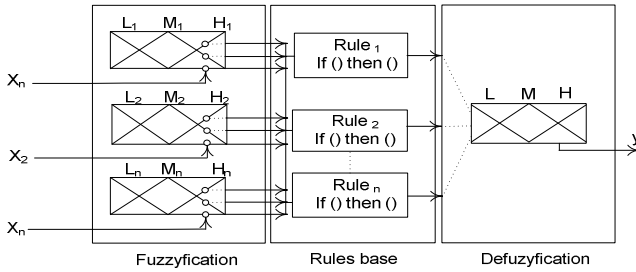 L1 M1 H1
Xn
L2 M2 H2
X2
Ln Mn Hn
Xn
Fuzzyfication
Rule 1
If () then ()
Rule 2
If () then ()
Rule n
If () then ()
Rules base
L M H
y
Defuzyfication